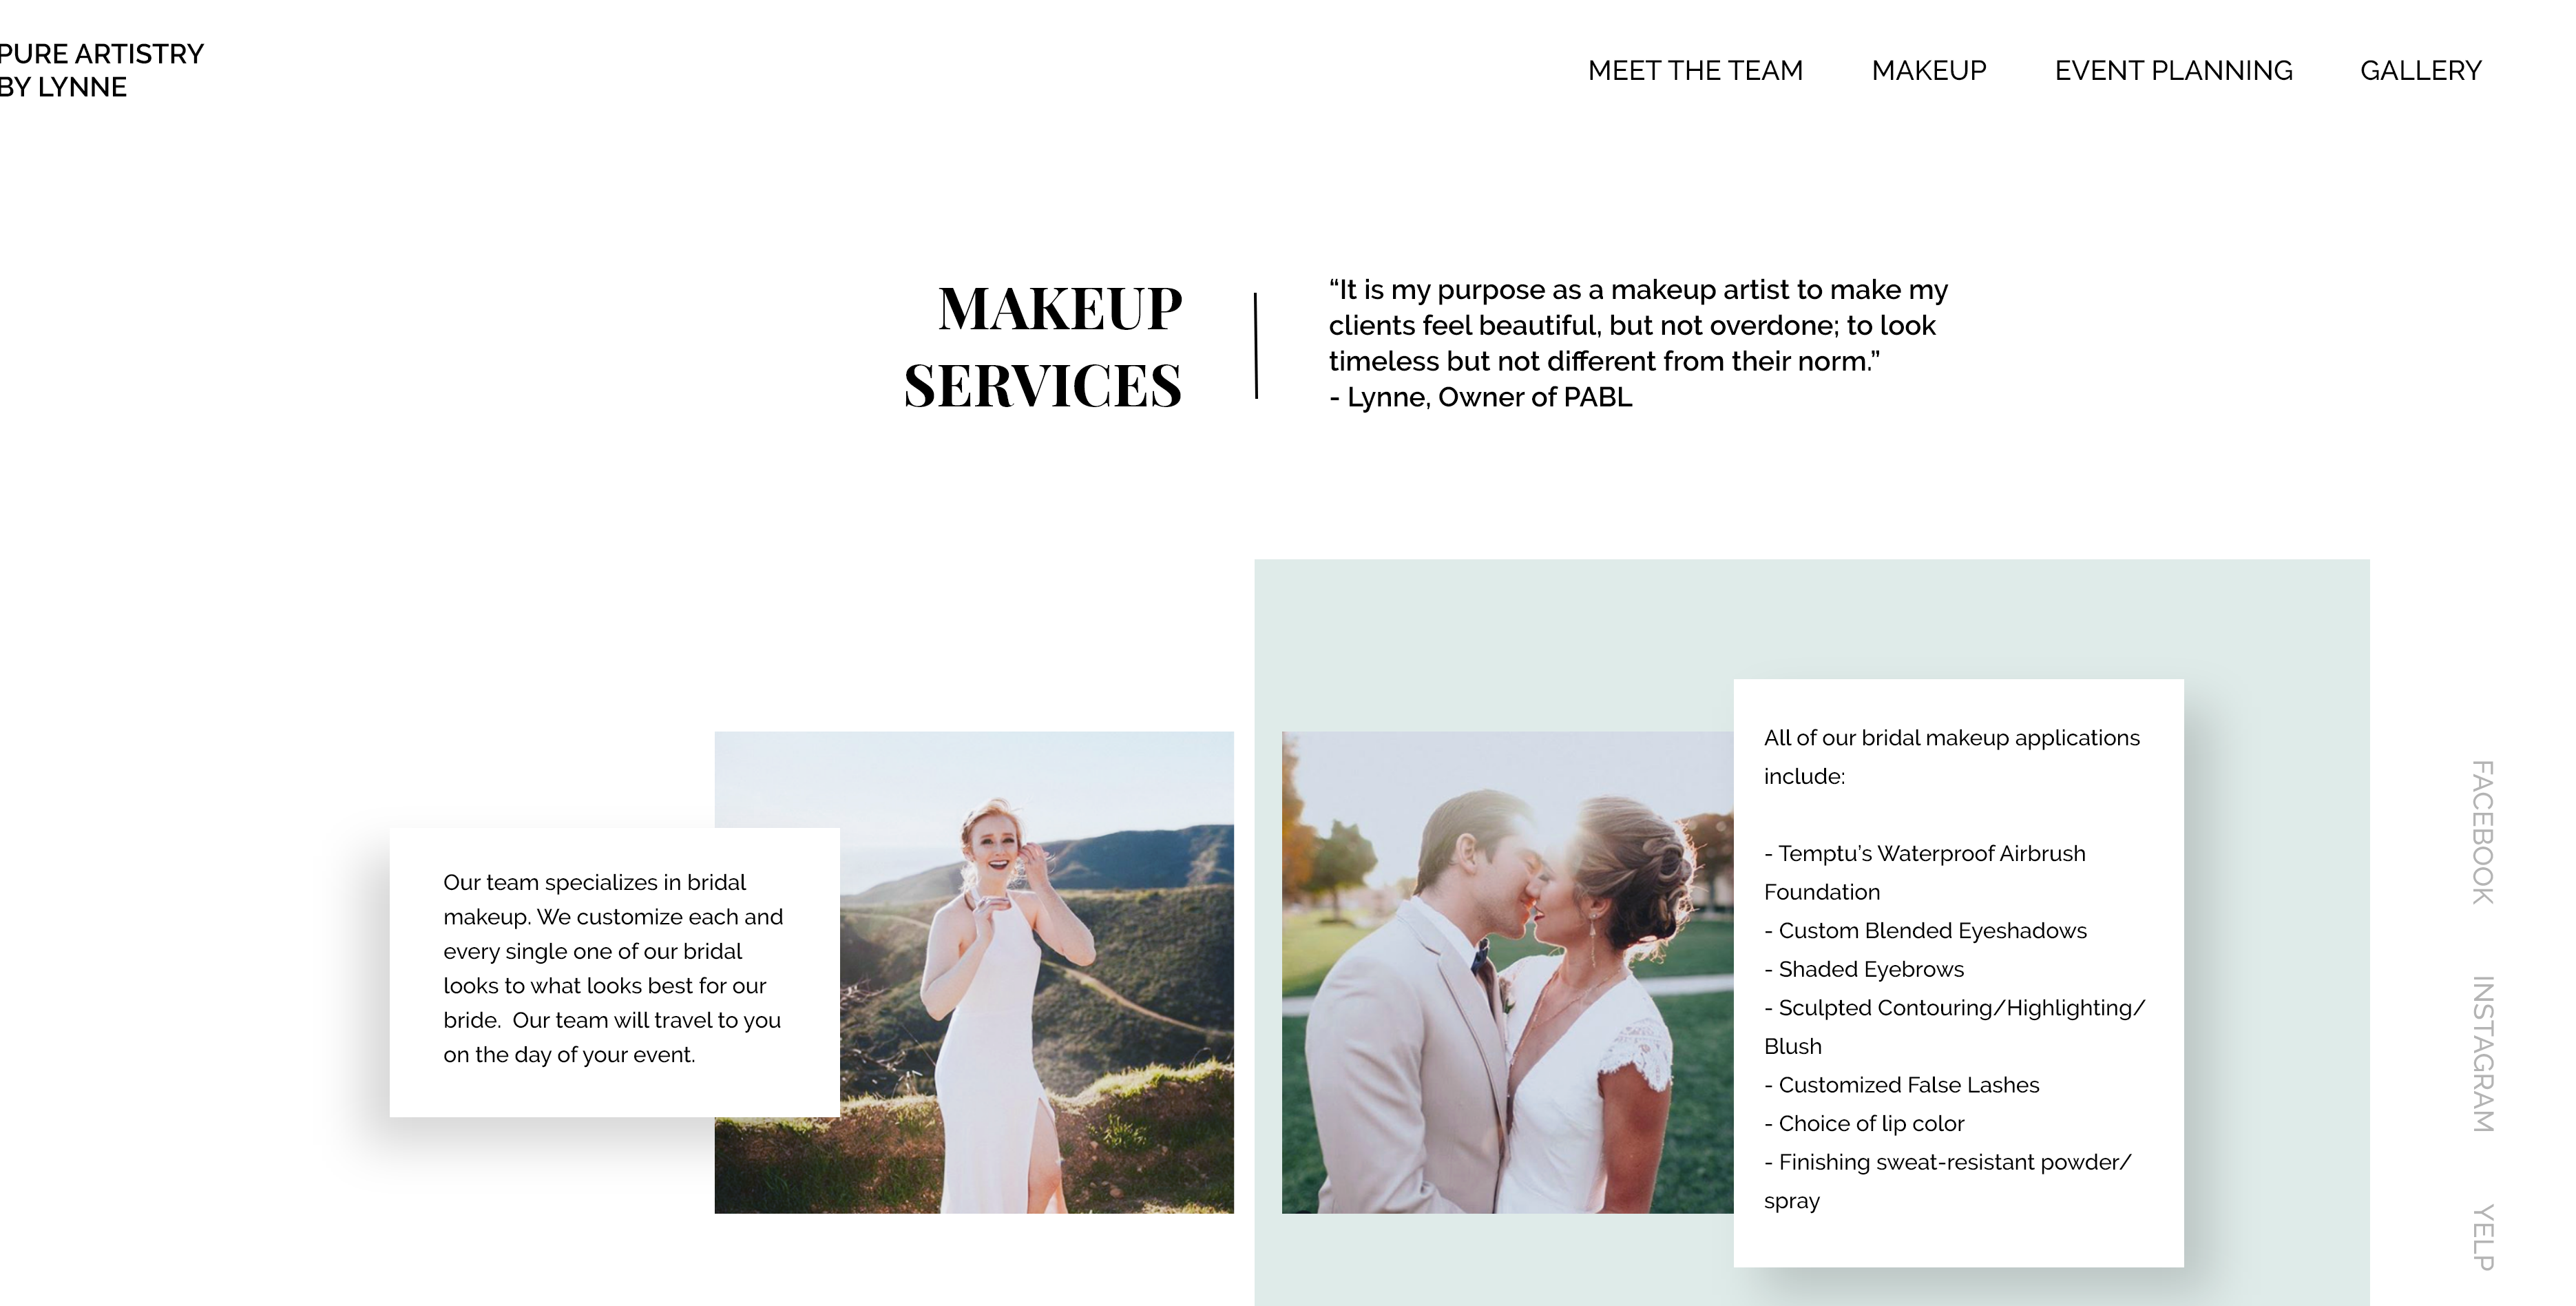 PURE ARTISTRY
BY LYNNE
MEET THE TEAM
MAKEUP
EVENT PLANNING
GALLERY
MAKEUP
SERVICES
“It is my purpose as a makeup artist to make my
clients feel beautiful, but not overdone; to look
timeless but not different from their norm.”
- Lynne, Owner of PABL
Our team specializes in bridal
makeup. We customize each and
every single one of our bridal
looks to what looks best for our
bride.  Our team will travel to you
on the day of your event.
All of our bridal makeup applications
include:
- Temptu’s Waterproof Airbrush
Foundation
- Custom Blended Eyeshadows
- Shaded Eyebrows
- Sculpted Contouring/Highlighting/
Blush
- Customized False Lashes
- Choice of lip color
- Finishing sweat-resistant powder/
spray
FACEBOOK
INSTAGRAM
YELP